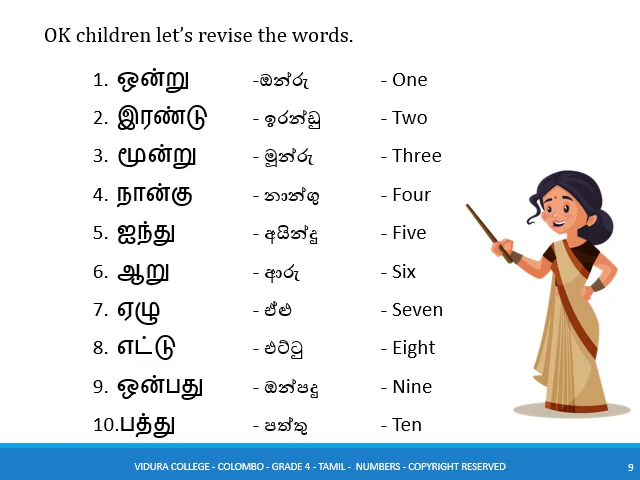 OK children let's revise the words.
1. ஒன்று -ඔන්රු - One
2. இரண்டு - ඉරන්ඩු - Two
3. மூன்று - මූන්රු - Three
4. நான்கு - නාන්ගු - Four
5. ஐந்து - අයින්දු - Five
6. ஆறு - ආරු - Six
7. ஏழு - ඒළු - Seven
8. எட்டு - එට්ටු - Eight
9. ஒன்பது - ඔන්පදු - Nine
10.பத்து - පත්තු - Ten
VIDURA COLLEGE - COLOMBO - GRADE 4 - TAMIL - NUMBERS - COPYRIGHT RESERVED 9